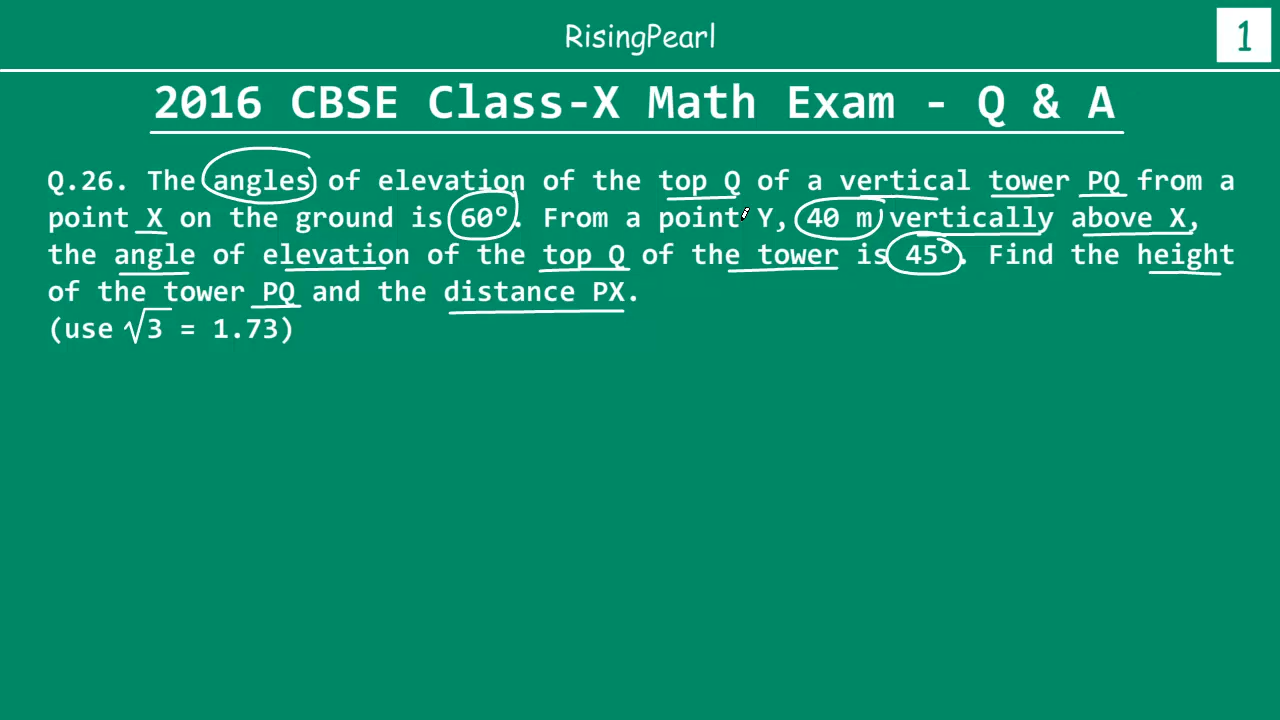 RisingPearl
1
2016 CBSE Class-X Math Exam - Q & A
Q.26. The angles of elevation of the top Q of a vertical tower PQ from a
point X on the ground is 60°. From a point Y, 40 m vertically above X,
the angle of elevation of the top Q of the tower is 45°. Find the height
of the tower PQ and the distance PX.
(use √3 = 1.73)